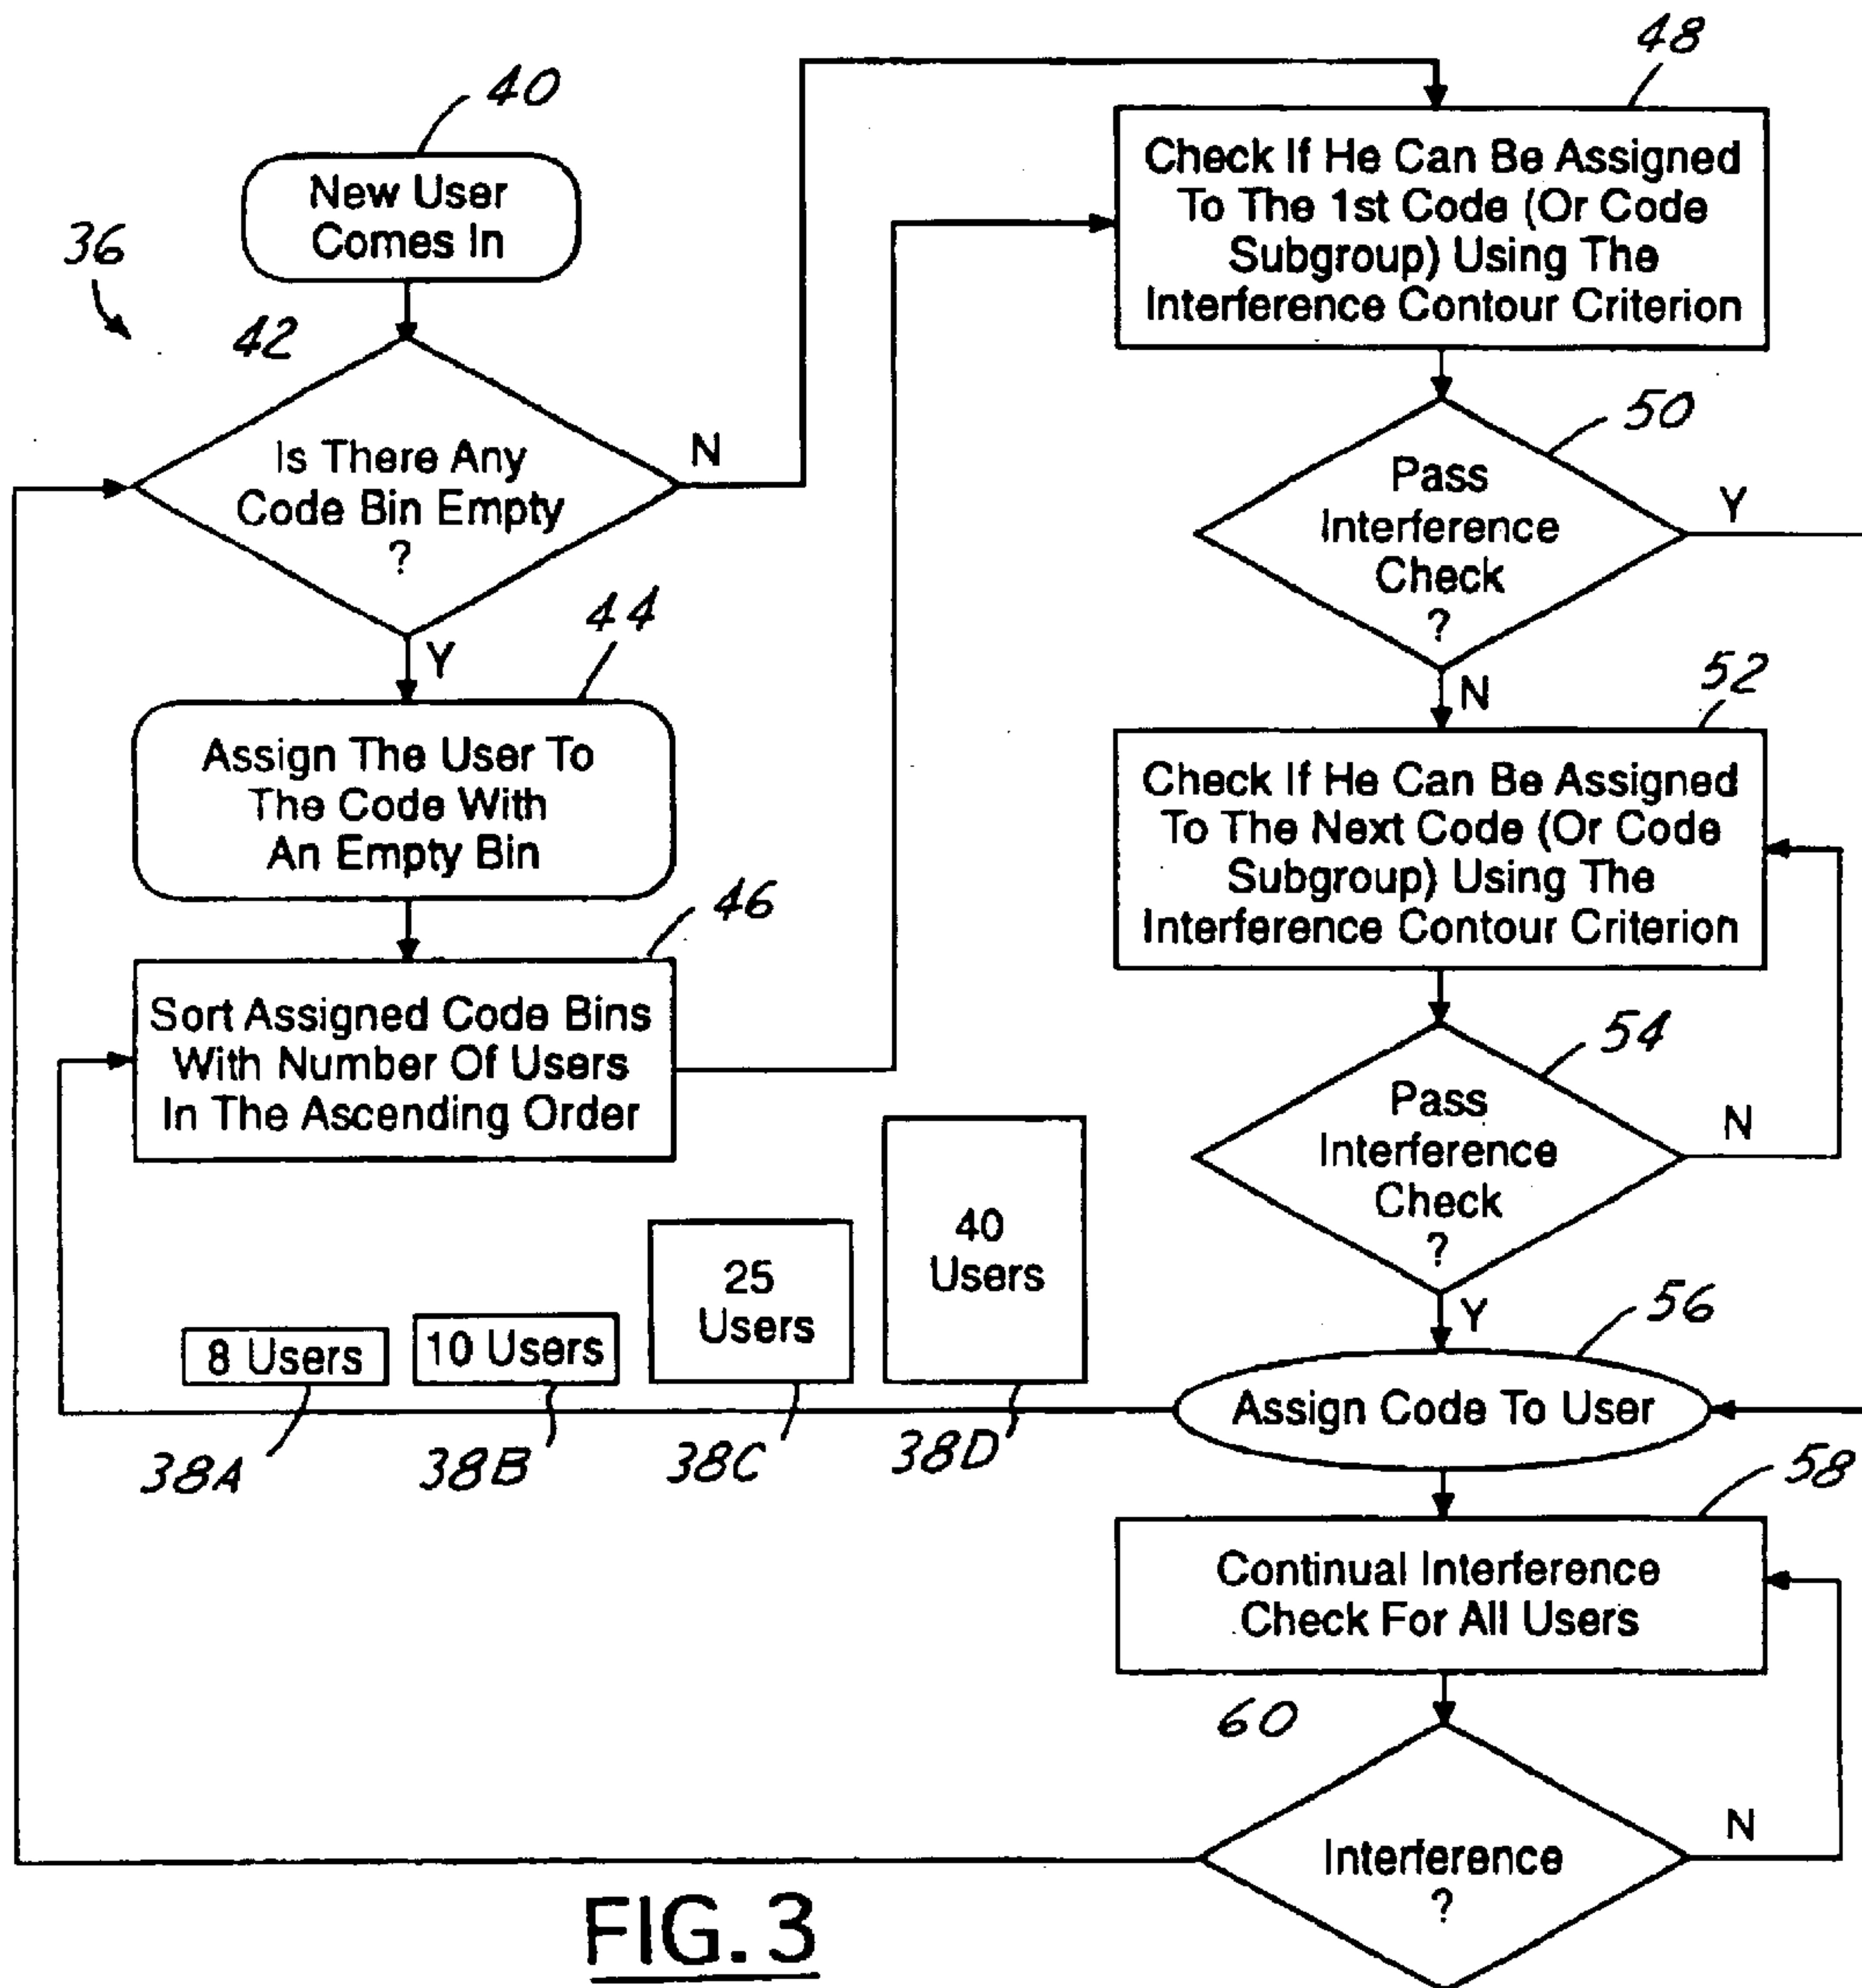 40
New User
Comes In
36
42
Is There Any
Code Bin Empty
?
N
Y
44
Assign The User To
The Code With
An Empty Bin
46
Sort Assigned Code Bins
With Number Of Users
In The Ascending Order
48
Check If He Can Be Assigned
To The 1st Code (Or Code
Subgroup) Using The
Interference Contour Criterion
50
Pass
Interference
Check
?
Y
N
52
Check If He Can Be Assigned
To The Next Code (Or Code
Subgroup) Using The
Interference Contour Criterion
54
Pass
Interference
Check
?
N
Y
8 Users
10 Users
25
Users
40
Users
38A
38B
38C
38D
56
Assign Code To User
58
Continual Interference
Check For All Users
60
Interference
?
N
FIG. 3